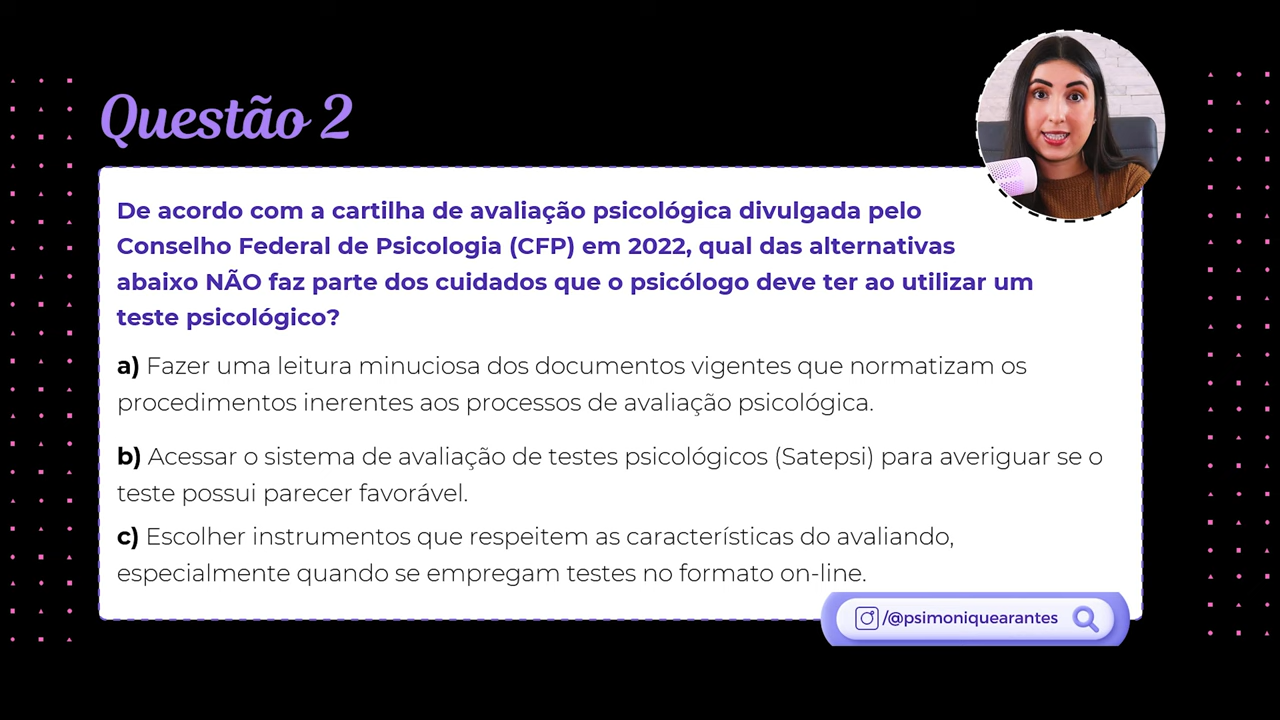 Questão 2
De acordo com a cartilha de avaliação psicológica divulgada pelo
Conselho Federal de Psicologia (CFP) em 2022, qual das alternativas
abaixo NÃO faz parte dos cuidados que o psicólogo deve ter ao utilizar um
teste psicológico?
a) Fazer uma leitura minuciosa dos documentos vigentes que normatizam os
procedimentos inerentes aos processos de avaliação psicológica.
b) Acessar o sistema de avaliação de testes psicológicos (Satepsi) para averiguar se o
teste possui parecer favorável.
c) Escolher instrumentos que respeitem as características do avaliando,
especialmente quando se empregam testes no formato on-line.
/@psimoniquearantes